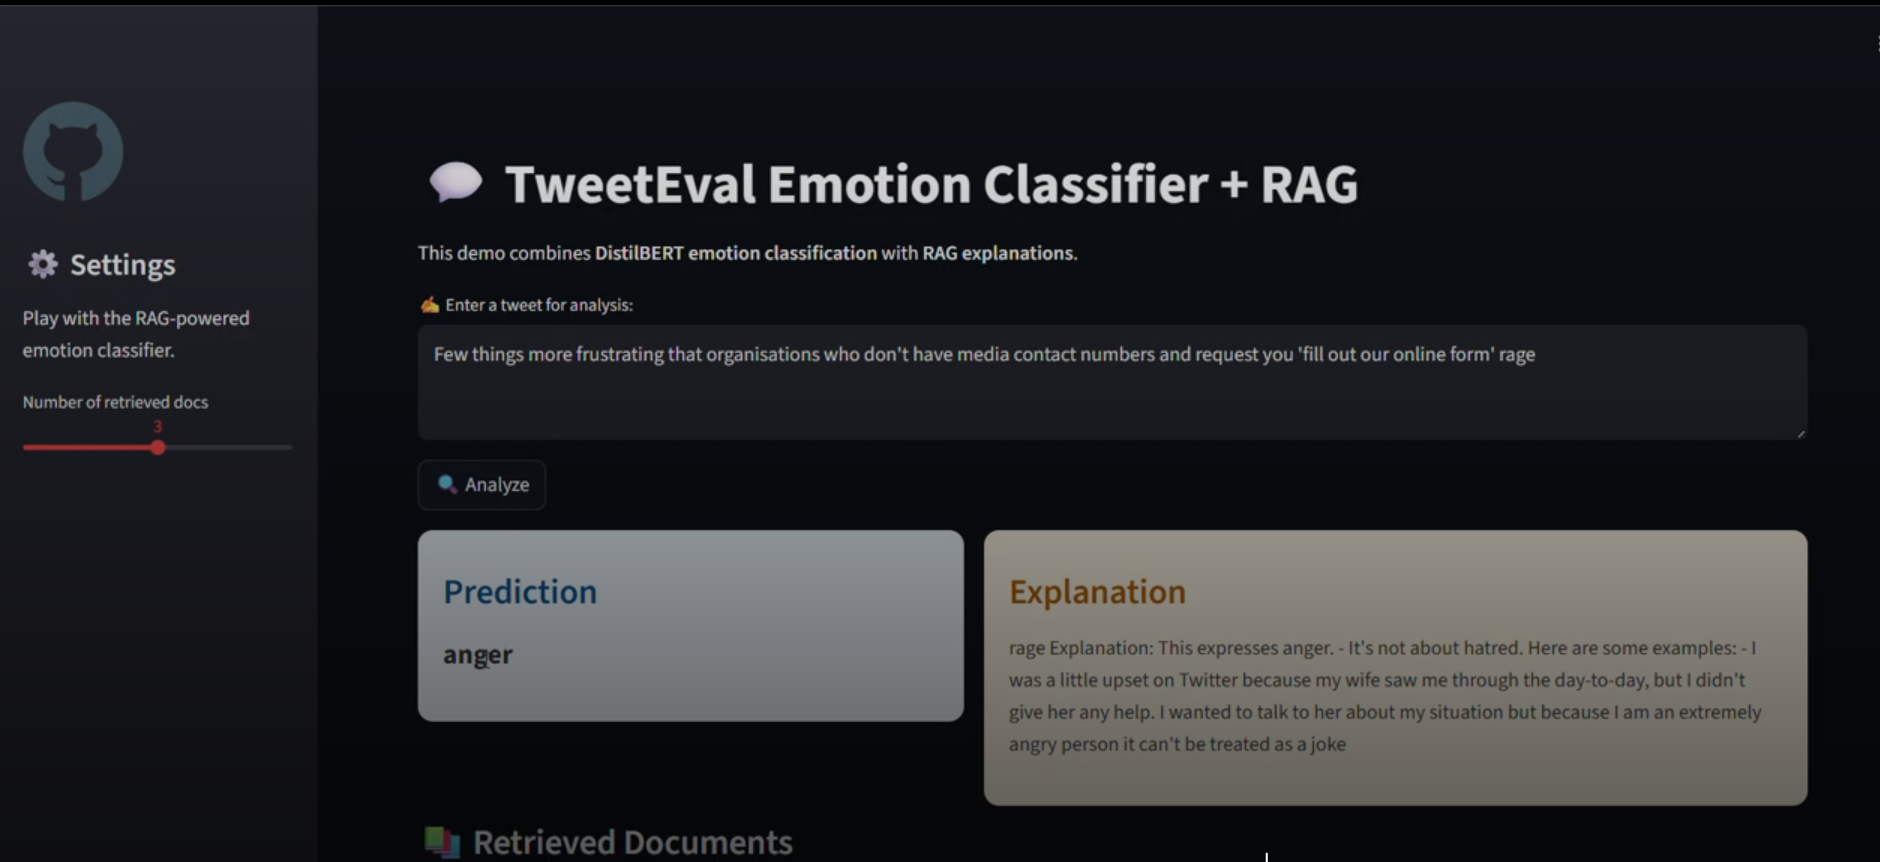 TweetEval Emotion Classifier + RAG
Settings
This demo combines DistilBERT emotion classification with RAG explanations.
Enter a tweet for analysis:
Play with the RAG-powered
emotion classifier.
Few things more frustrating that organisations who don't have media contact numbers and request you 'fill out our online form' rage
Number of retrieved docs
3
Analyze
Prediction
anger
Explanation
rage Explanation: This expresses anger. - It's not about hatred. Here are some examples: - I
was a little upset on Twitter because my wife saw me through the day-to-day, but I didn't
give her any help. I wanted to talk to her about my situation but because I am an extremely
angry person it can't be treated as a joke
Retrieved Documents